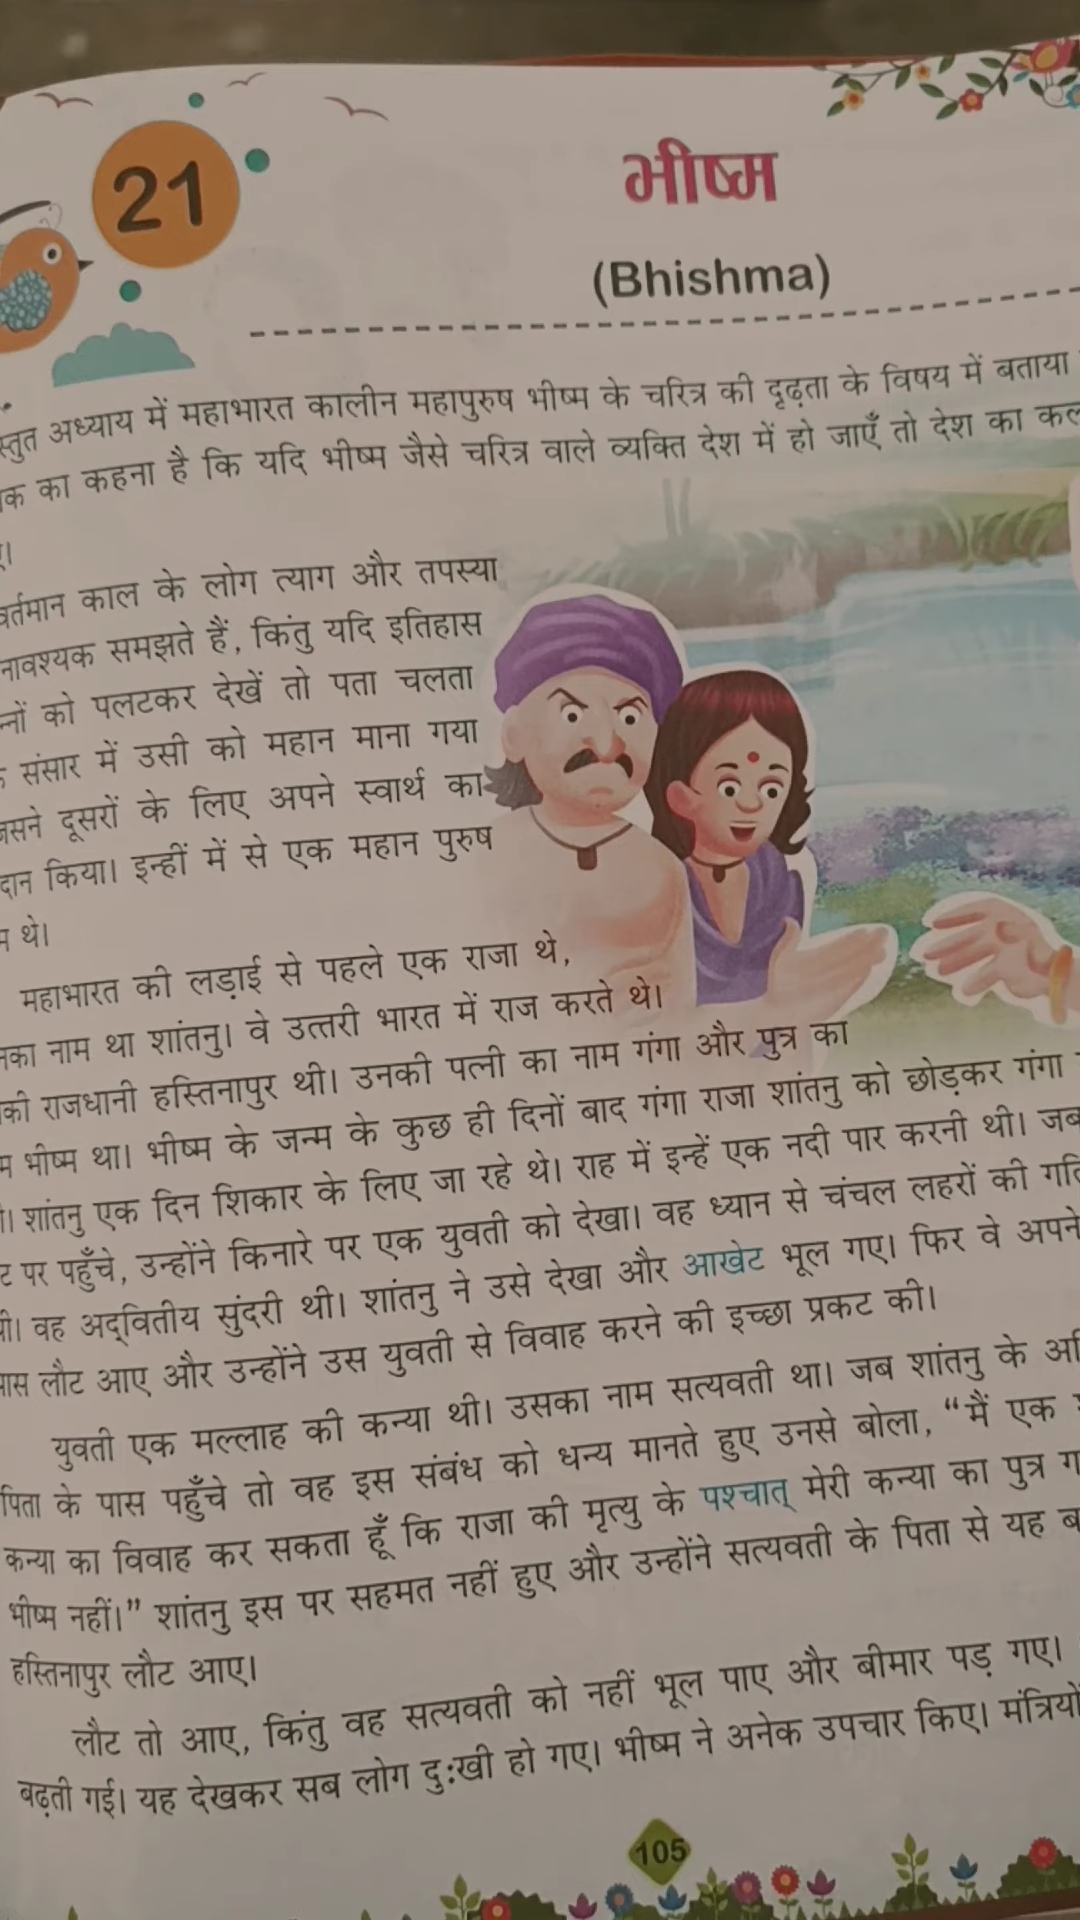 21
भीष्म
(Bhishma)
अध्याय में महाभारत कालीन महापुरुष भीष्म के चरित्र की दृढ़ता के विषय में बताया
का कहना है कि यदि भीष्म जैसे चरित्र वाले व्यक्ति देश में हो जाएँ तो देश का
वर्तमान काल के लोग त्याग और तपस्या
समझते हैं, किंतु यदि इतिहास
को पलटकर देखें तो पता चलता
संसार में उसी को महान माना गया
दूसरों के लिए अपने स्वार्थ का
किया। इन्हीं में से एक महान पुरुष
थे।
महाभारत की लड़ाई से पहले एक राजा थे,
नाम था शांतनु। वे उत्तरी भारत में राज करते थे।
राजधानी हस्तिनापुर थी। उनकी पत्नी का नाम गंगा और पुत्र का
भीष्म था। भीष्म के जन्म के कुछ ही दिनों बाद गंगा राजा शांतनु को छोड़कर गंगा
शांतनु एक दिन शिकार के लिए जा रहे थे। राह में इन्हें एक नदी पार करनी थी। जब
पर पहुँचे, उन्होंने किनारे पर एक युवती को देखा। वह ध्यान से चंचल लहरों की
वह अद्वितीय सुंदरी थी। शांतनु ने उसे देखा और आखेट भूल गए। फिर वे अपने
लौट आए और उन्होंने उस युवती से विवाह करने की इच्छा प्रकट की।
युवती एक मल्लाह की कन्या थी। उसका नाम सत्यवती था। जब शांतनु के
पिता के पास पहुँचे तो वह इस संबंध को धन्य मानते हुए उनसे बोला, “मैं एक
कन्या का विवाह कर सकता हूँ कि राजा की मृत्यु के पश्चात् मेरी कन्या का पुत्र
भीष्म नहीं।” शांतनु इस पर सहमत नहीं हुए और उन्होंने सत्यवती के पिता से यह
हस्तिनापुर लौट आए।
लौट तो आए, किंतु वह सत्यवती को नहीं भूल पाए और बीमार पड़ गए।
बढ़ती गई। यह देखकर सब लोग दुःखी हो गए। भीष्म ने अनेक उपचार किए।
105